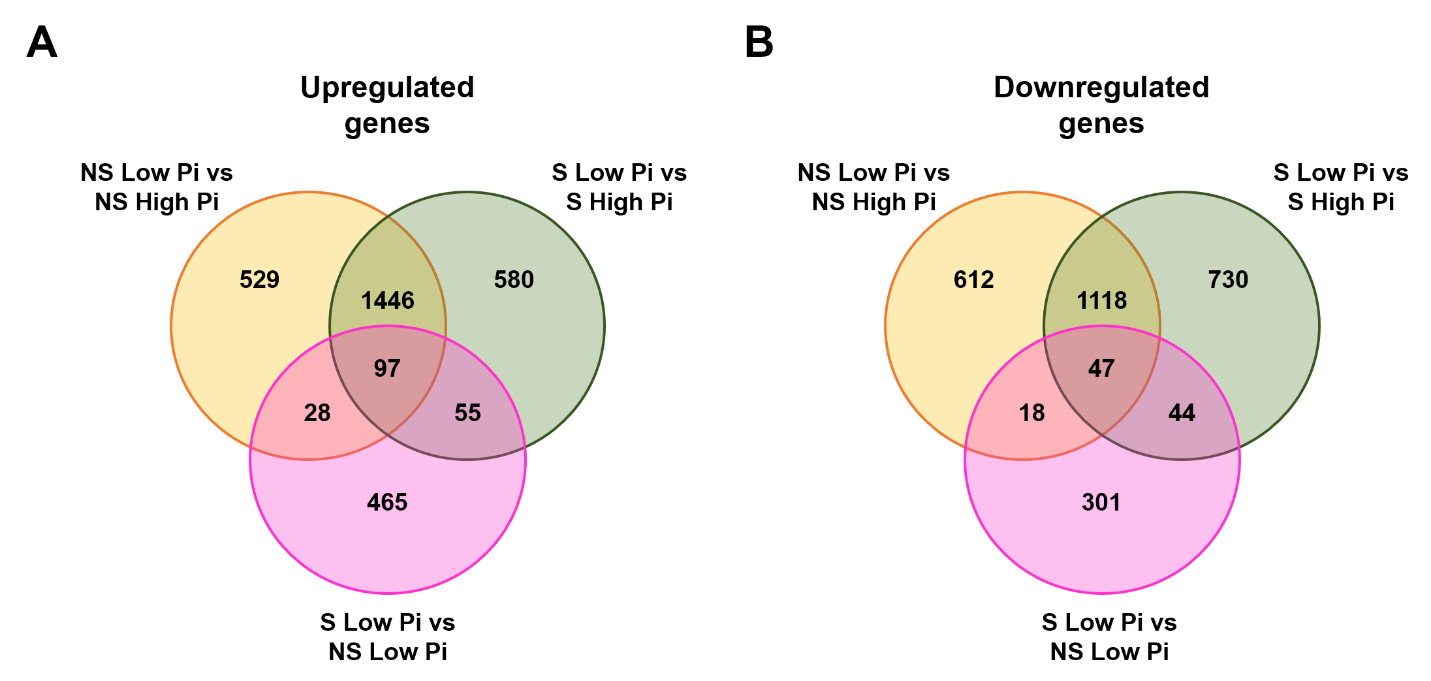 A
Upregulated
genes
NS Low Pi vs
NS High Pi
S Low Pi vs
S High Pi
529
1446
580
97
28
55
465
S Low Pi vs
NS Low Pi
B
Downregulated
genes
NS Low Pi vs
NS High Pi
S Low Pi vs
S High Pi
612
1118
730
47
18
44
301
S Low Pi vs
NS Low Pi